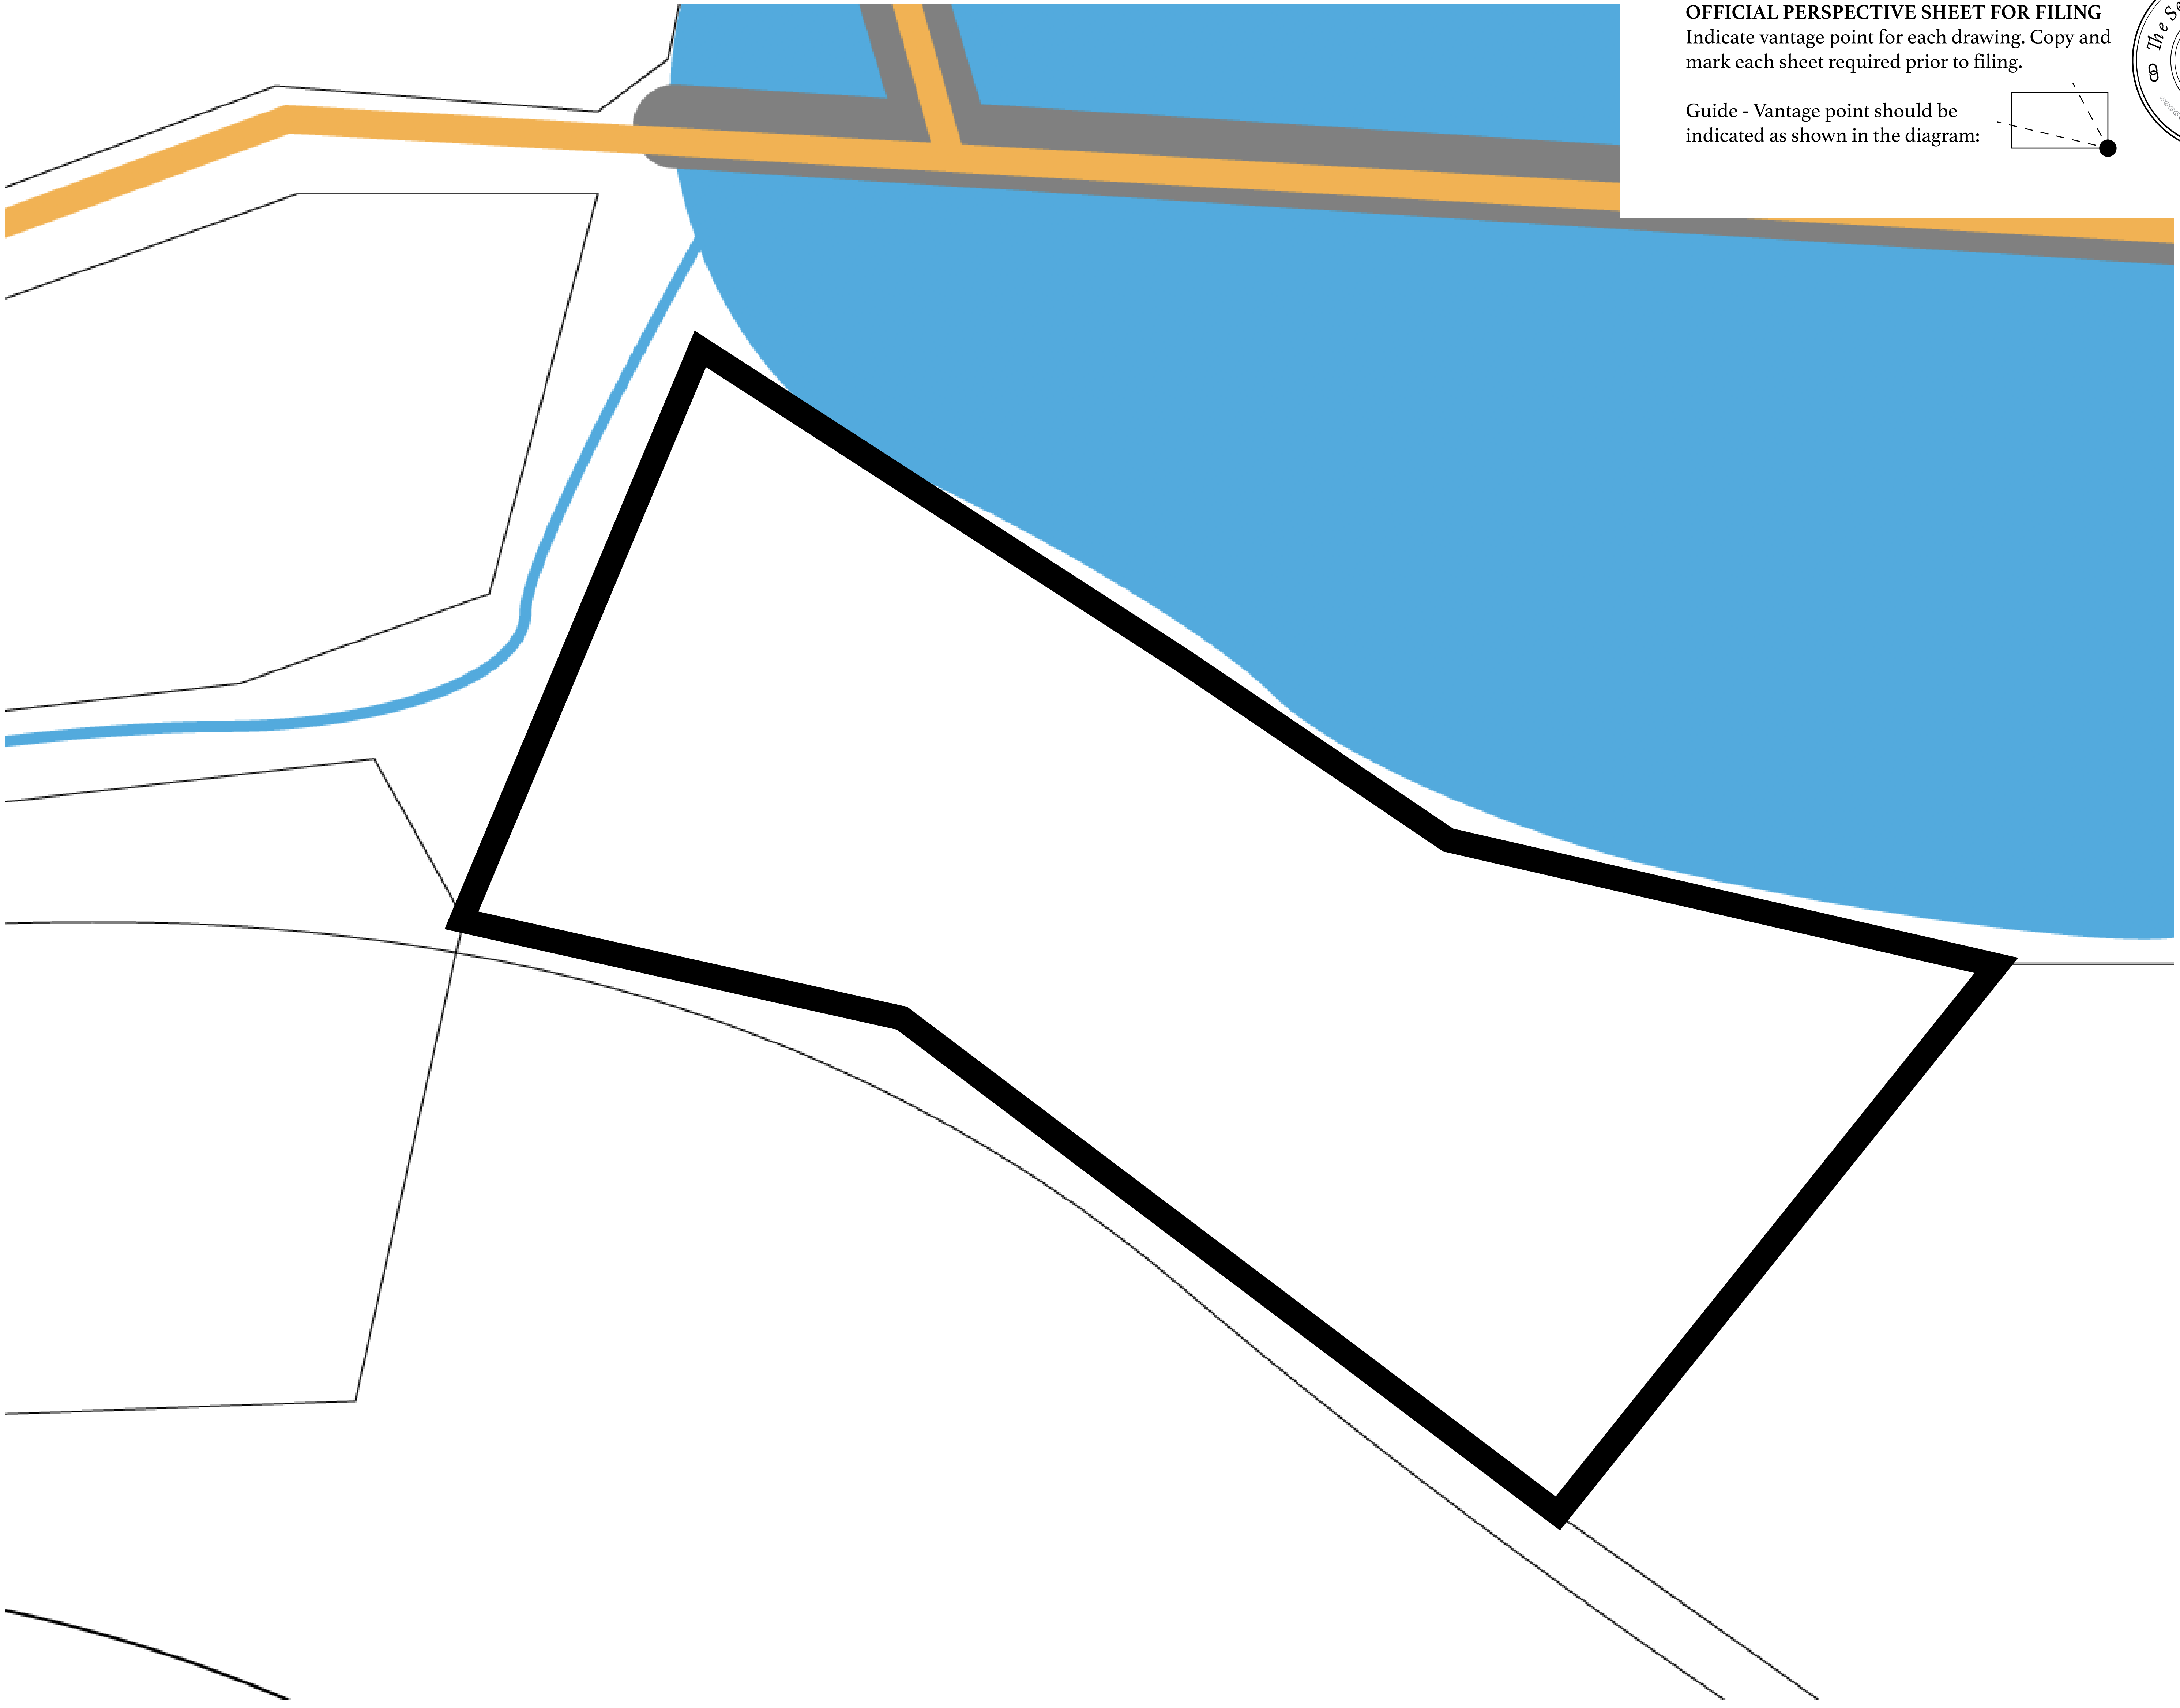 OFFICIAL PERSPECTIVE SHEET FOR FILING
Indicate vantage point for each drawing. Copy and
mark each sheet required prior to filing.
Guide - Vantage point should be
indicated as shown in the diagram:
The